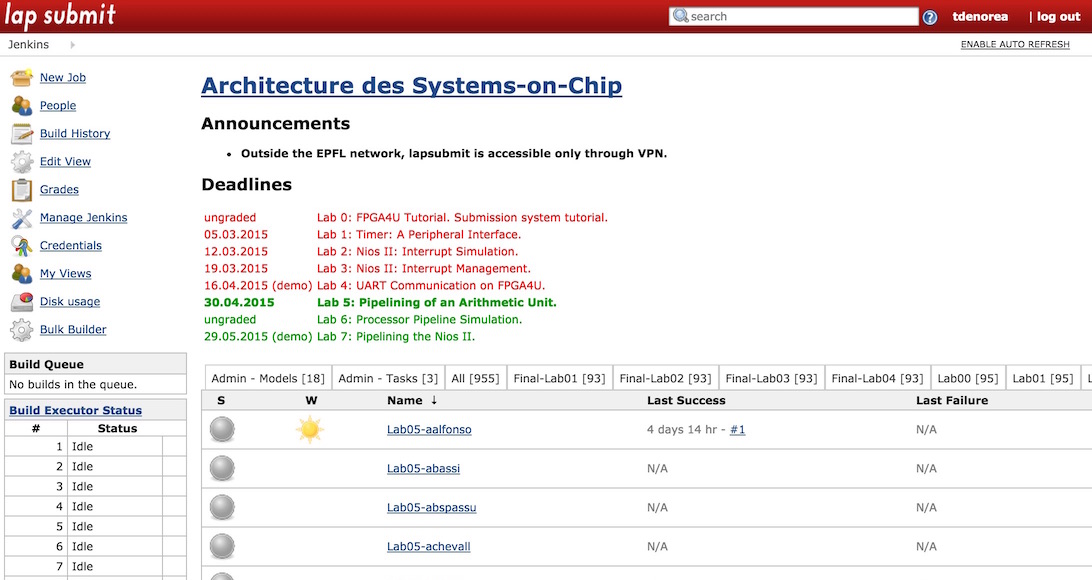 lap submit
search
?
tdenorea
| log out
Jenkins
ENABLE AUTO REFRESH
New Job
People
Build History
Edit View
Grades
Manage Jenkins
Credentials
My Views
Disk usage
Bulk Builder
Build Queue
No builds in the queue.
Build Executor Status
# Status
1 Idle
2 Idle
3 Idle
4 Idle
5 Idle
6 Idle
7 Idle
Architecture des Systems-on-Chip
Announcements
• Outside the EPFL network, lapsubmit is accessible only through VPN.
Deadlines
ungraded Lab 0: FPGA4U Tutorial. Submission system tutorial.
05.03.2015 Lab 1: Timer: A Peripheral Interface.
12.03.2015 Lab 2: Nios II: Interrupt Simulation.
19.03.2015 Lab 3: Nios II: Interrupt Management.
16.04.2015 (demo) Lab 4: UART Communication on FPGA4U.
30.04.2015 Lab 5: Pipelining of an Arithmetic Unit.
ungraded Lab 6: Processor Pipeline Simulation.
29.05.2015 (demo) Lab 7: Pipelining the Nios II.
Admin - Models [18] Admin - Tasks [3] All [955] Final-Lab01 [93] Final-Lab02 [93] Final-Lab03 [93] Final-Lab04 [93] Lab00 [95] Lab01 [95]
S W Name ↓ Last Success Last Failure
Lab05-aalfonso 4 days 14 hr - #1 N/A
Lab05-abassi N/A N/A
Lab05-abspassu N/A N/A
Lab05-achevall N/A N/A